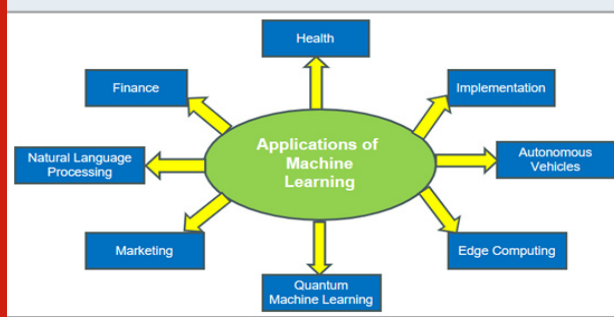 Health
Finance
Implementation
Applications of
Machine
Learning
Natural Language
Processing
Autonomous
Vehicles
Marketing
Edge Computing
Quantum
Machine Learning